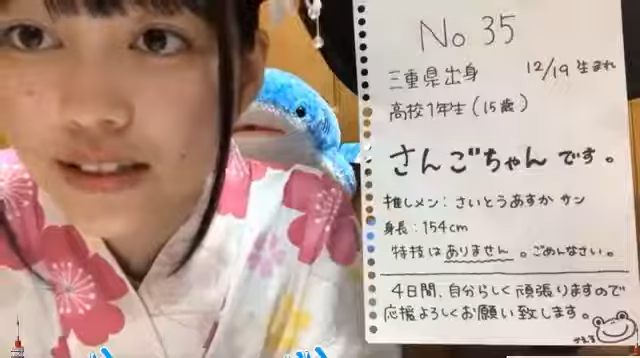 No 35
三重県出身 12/19 生まれ
高校1年生(15歳)
さんごちゃん です。
推しメン:さいとうあすか サン
身長:154cm
特技は ありません 。ごめんなさい。
4日間、自分らしく 頑張りますので
応援よろしくお願い致します。